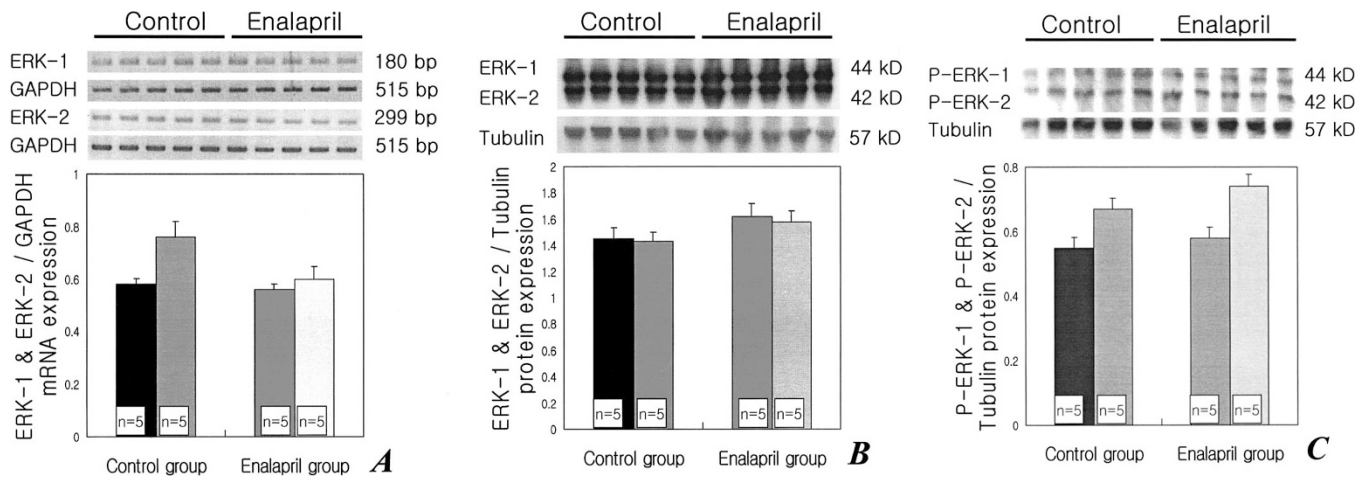 Control Enalapril
ERK-1 180 bp
GAPDH 515 bp
ERK-2 299 bp
GAPDH 515 bp
ERK-1 & ERK-2 / GAPDH
mRNA expression
1
0.8
0.6
0.4
0.2
0
n=5 n=5 n=5 n=5
Control group Enalapril group
A
Control Enalapril
ERK-1 44 kD
ERK-2 42 kD
Tubulin 57 kD
ERK-1 & ERK-2 / Tubulin
protein expression
2
1.8
1.6
1.4
1.2
1
0.8
0.6
0.4
0.2
0
n=5 n=5 n=5 n=5
Control group Enalapril group
B
Control Enalapril
P-ERK-1 44 kD
P-ERK-2 42 kD
Tubulin 57 kD
P-ERK-1 & P-ERK-2 /
Tubulin protein expression
0.8
0.6
0.4
0.2
0
n=5 n=5 n=5 n=5
Control group Enalapril group
C